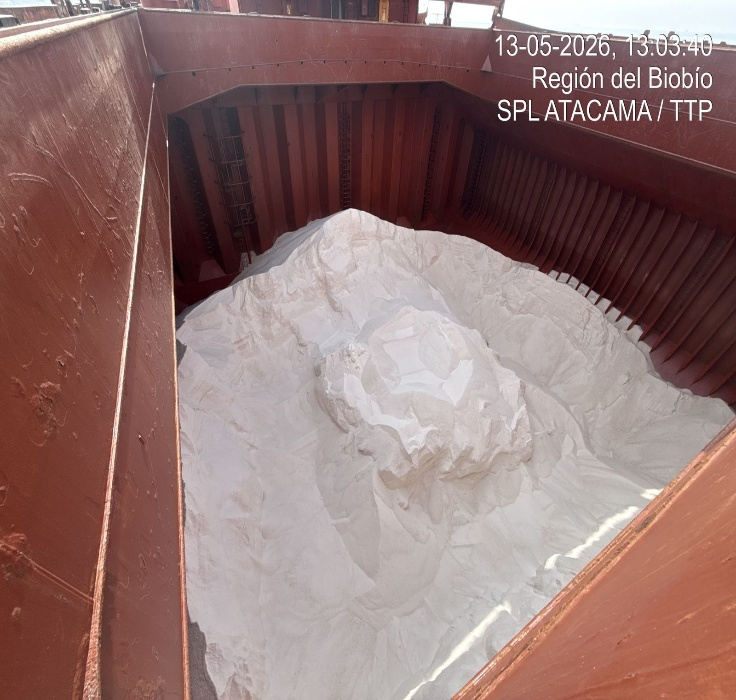 13-05-2026, 13:03:40
Región del Biobío
SPL ATACAMA / TTP